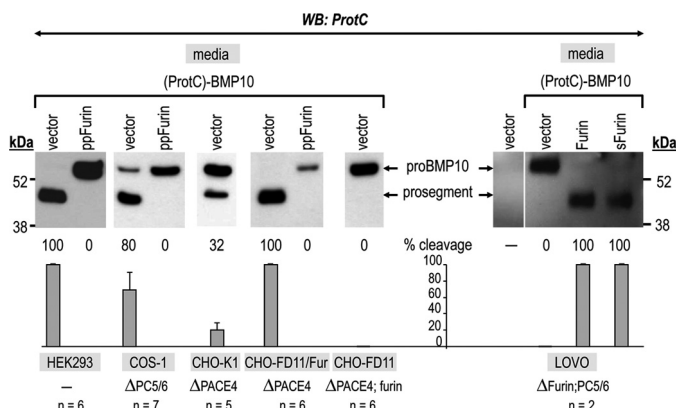 WB: ProtC
media
media
(ProtC)-BMP10
(ProtC)-BMP10
kDa
vector
ppFurin
vector
ppFurin
vector
vector
ppFurin
vector
vector
vector
Furin
sFurin
kDa
52
proBMP10
52
prosegment
38
38
100 0 80 0 32 100 0 0 % cleavage — 0 100 100
100
80
60
40
20
0
HEK293 COS-1 CHO-K1 CHO-FD11/Fur CHO-FD11 LOVO
— ΔPC5/6 ΔPACE4 ΔPACE4 ΔPACE4; furin ΔFurin;PC5/6
n = 6 n = 7 n = 5 n = 6 n = 6 n = 2